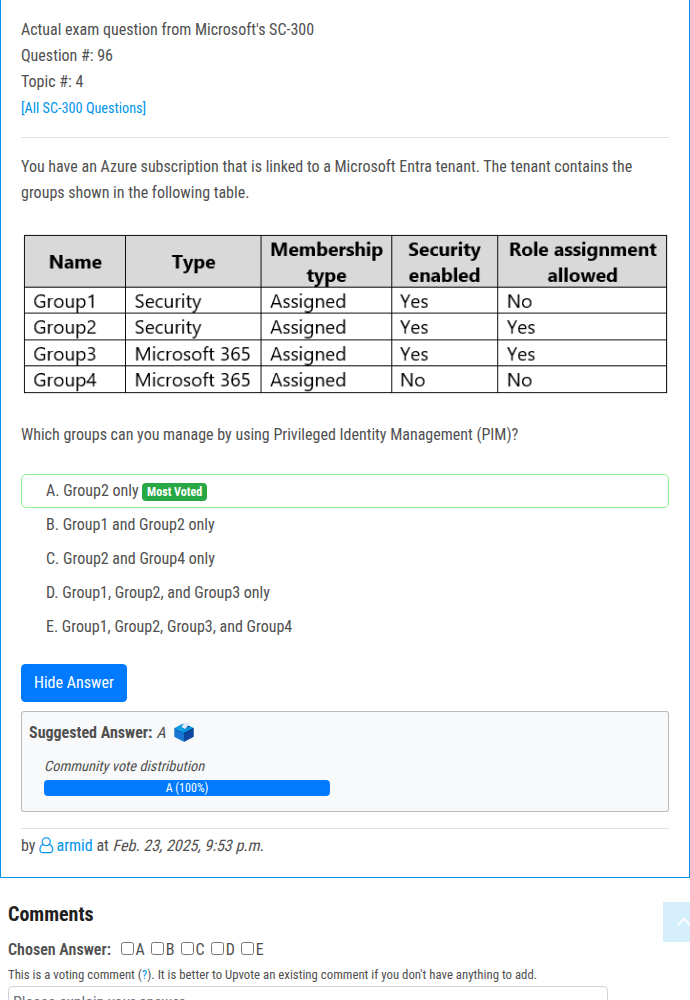 Actual exam question from Microsoft's SC-300
Question #: 96
Topic #: 4
[All SC-300 Questions]
You have an Azure subscription that is linked to a Microsoft Entra tenant. The tenant contains the
groups shown in the following table.
Name Type Membership type Security enabled Role assignment allowed
Group1 Security Assigned Yes No
Group2 Security Assigned Yes Yes
Group3 Microsoft 365 Assigned Yes Yes
Group4 Microsoft 365 Assigned No No
Which groups can you manage by using Privileged Identity Management (PIM)?
A. Group2 only Most Voted
B. Group1 and Group2 only
C. Group2 and Group4 only
D. Group1, Group2, and Group3 only
E. Group1, Group2, Group3, and Group4
Hide Answer
Suggested Answer: A
Community vote distribution
A (100%)
by armid at Feb. 23, 2025, 9:53 p.m.
Comments
Chosen Answer: A B C D E
This is a voting comment (?). It is better to Upvote an existing comment if you don't have anything to add.